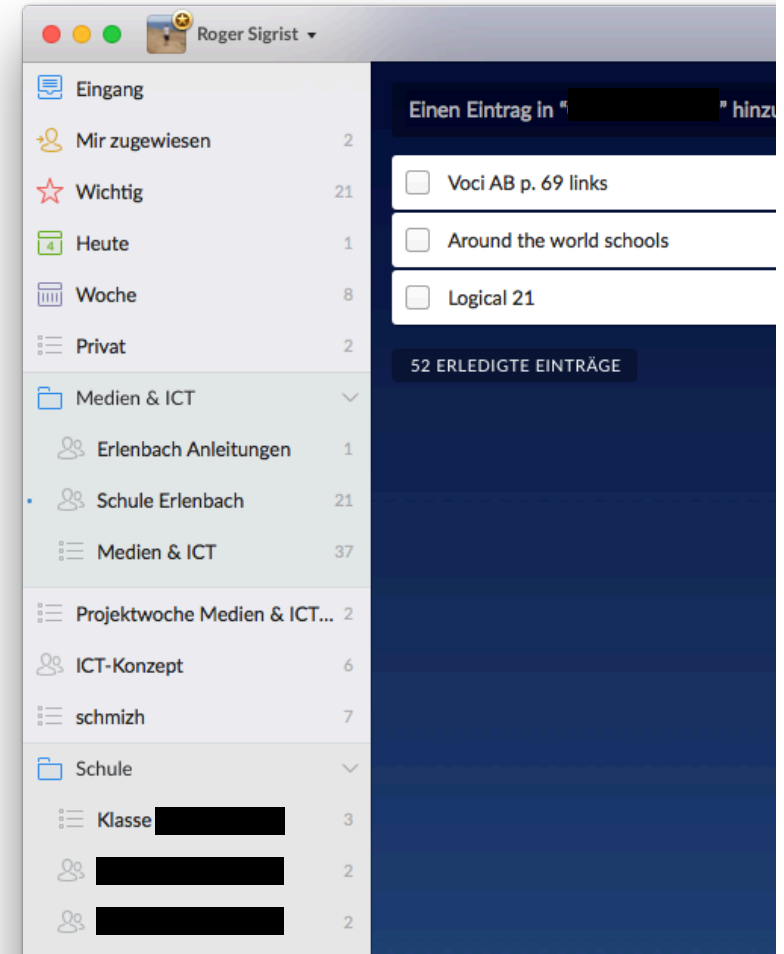 Roger Sigrist
Eingang
Mir zugewiesen 2
Wichtig 21
4 Heute 1
Woche 8
Privat 2
Medien & ICT
Erlenbach Anleitungen 1
Schule Erlenbach 21
Medien & ICT 37
Projektwoche Medien & ICT... 2
ICT-Konzept 6
schmizh 7
Schule
Klasse 3
2
2
Einen Eintrag in “ ” hinzu
Voci AB p. 69 links
Around the world schools
Logical 21
52 ERLEDIGTE EINTRÄGE